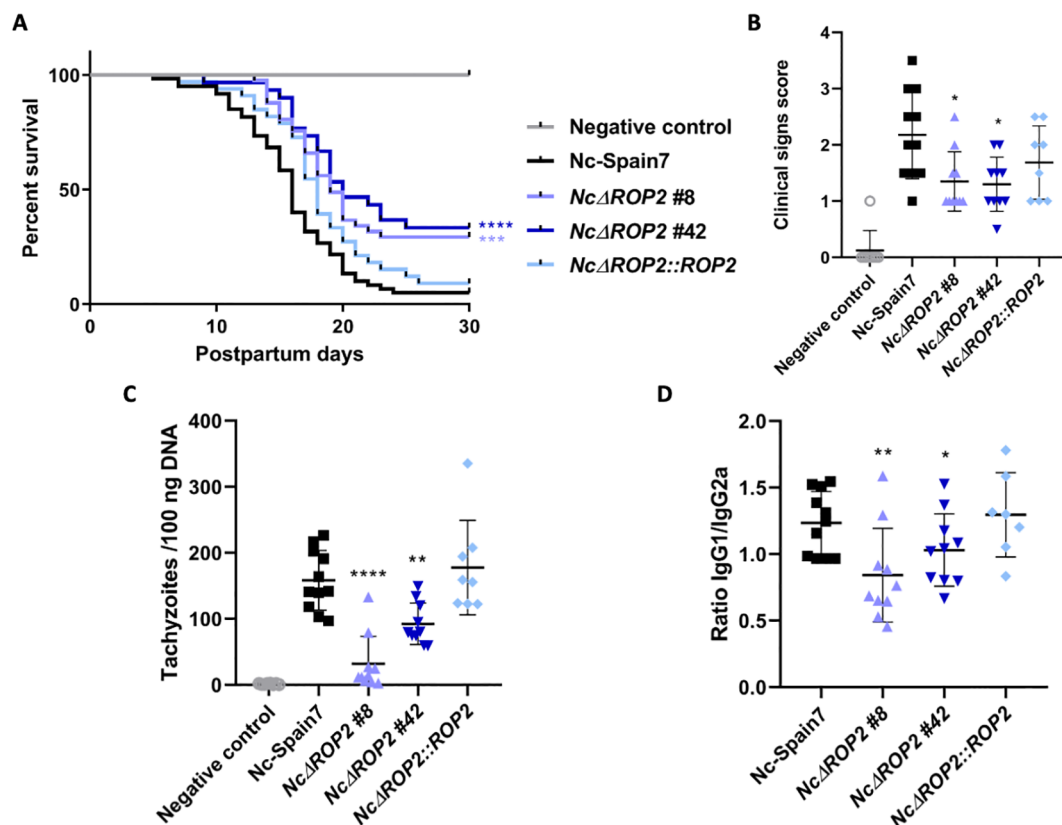 A
Percent survival
100
50
0
0
10
20
30
Postpartum days
****
***
Negative control
Nc-Spain7
NcΔROP2 #8
NcΔROP2 #42
NcΔROP2::ROP2
B
Clinical signs score
4
3
2
1
0
*
*
Negative control
Nc-Spain7
NcΔROP2 #8
NcΔROP2 #42
NcΔROP2::ROP2
C
Tachyzoites /100 ng DNA
400
300
200
100
0
****
**
Negative control
Nc-Spain7
NcΔROP2 #8
NcΔROP2 #42
NcΔROP2::ROP2
D
Ratio IgG1/IgG2a
2.0
1.5
1.0
0.5
0.0
**
*
Nc-Spain7
NcΔROP2 #8
NcΔROP2 #42
NcΔROP2::ROP2